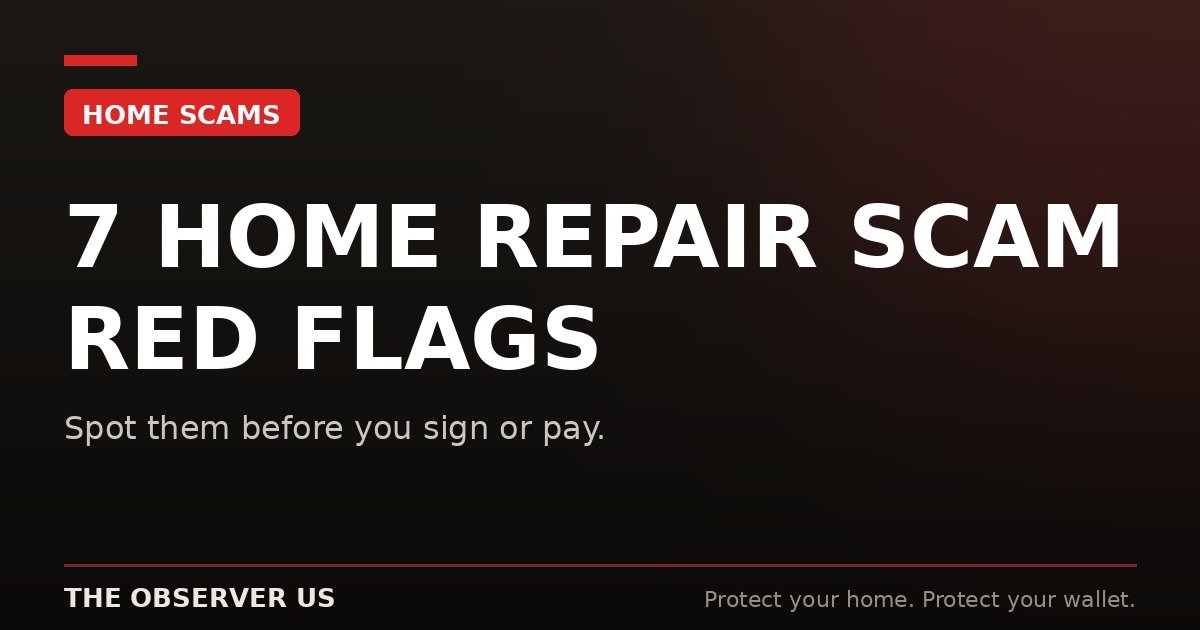 HOME SCAMS
7 HOME REPAIR SCAM
RED FLAGS
Spot them before you sign or pay.
THE OBSERVER US
Protect your home. Protect your wallet.